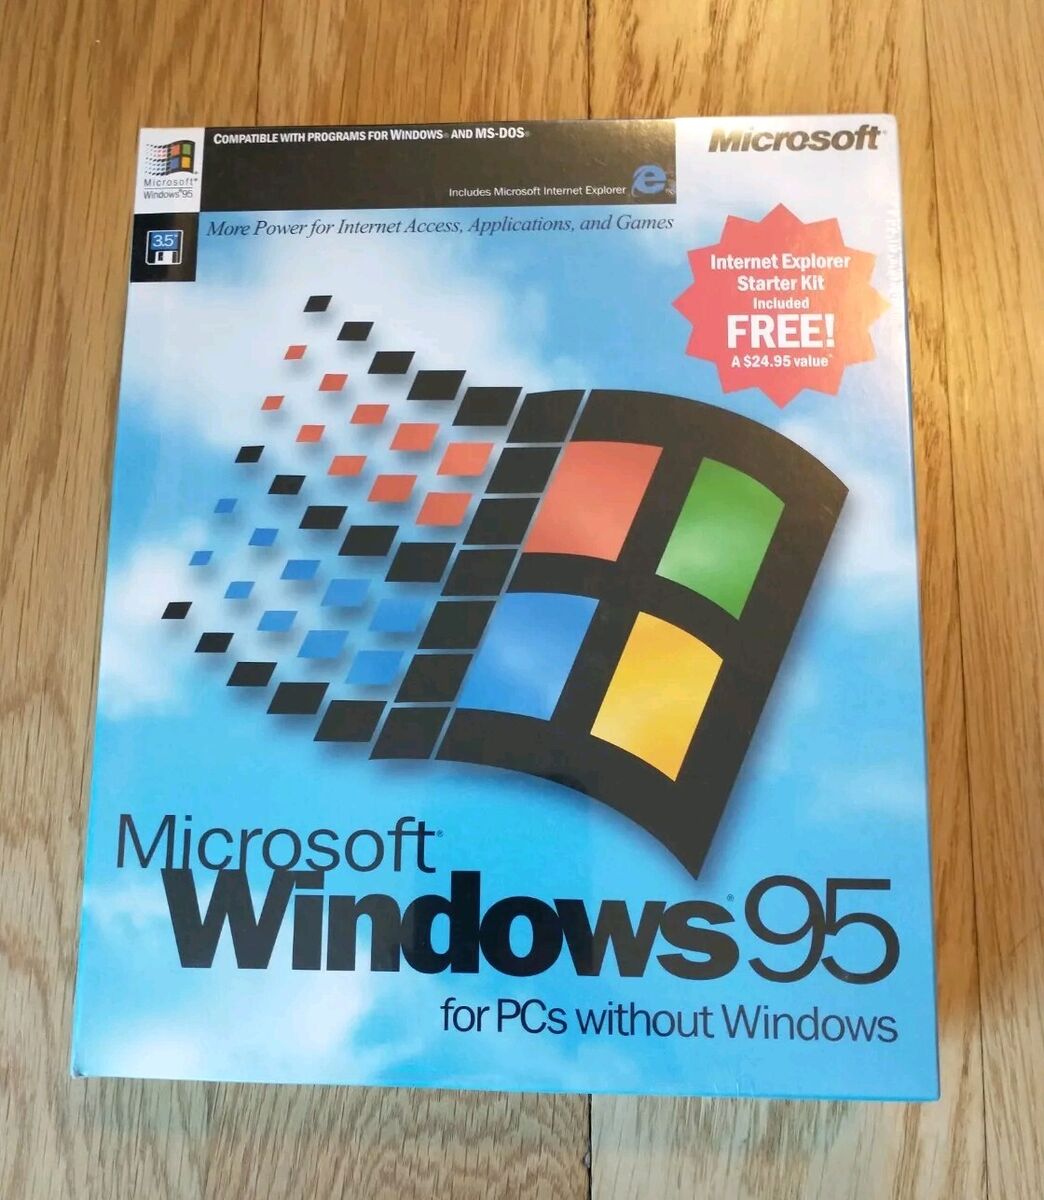 COMPATIBLE WITH PROGRAMS FOR WINDOWS® AND MS-DOS®
Microsoft®
Microsoft®
Windows®95
Includes Microsoft Internet Explorer
3.5"
More Power for Internet Access, Applications, and Games
Internet Explorer
Starter Kit
Included
FREE!
A $24.95 value*
Microsoft®
Windows®95
for PCs without Windows